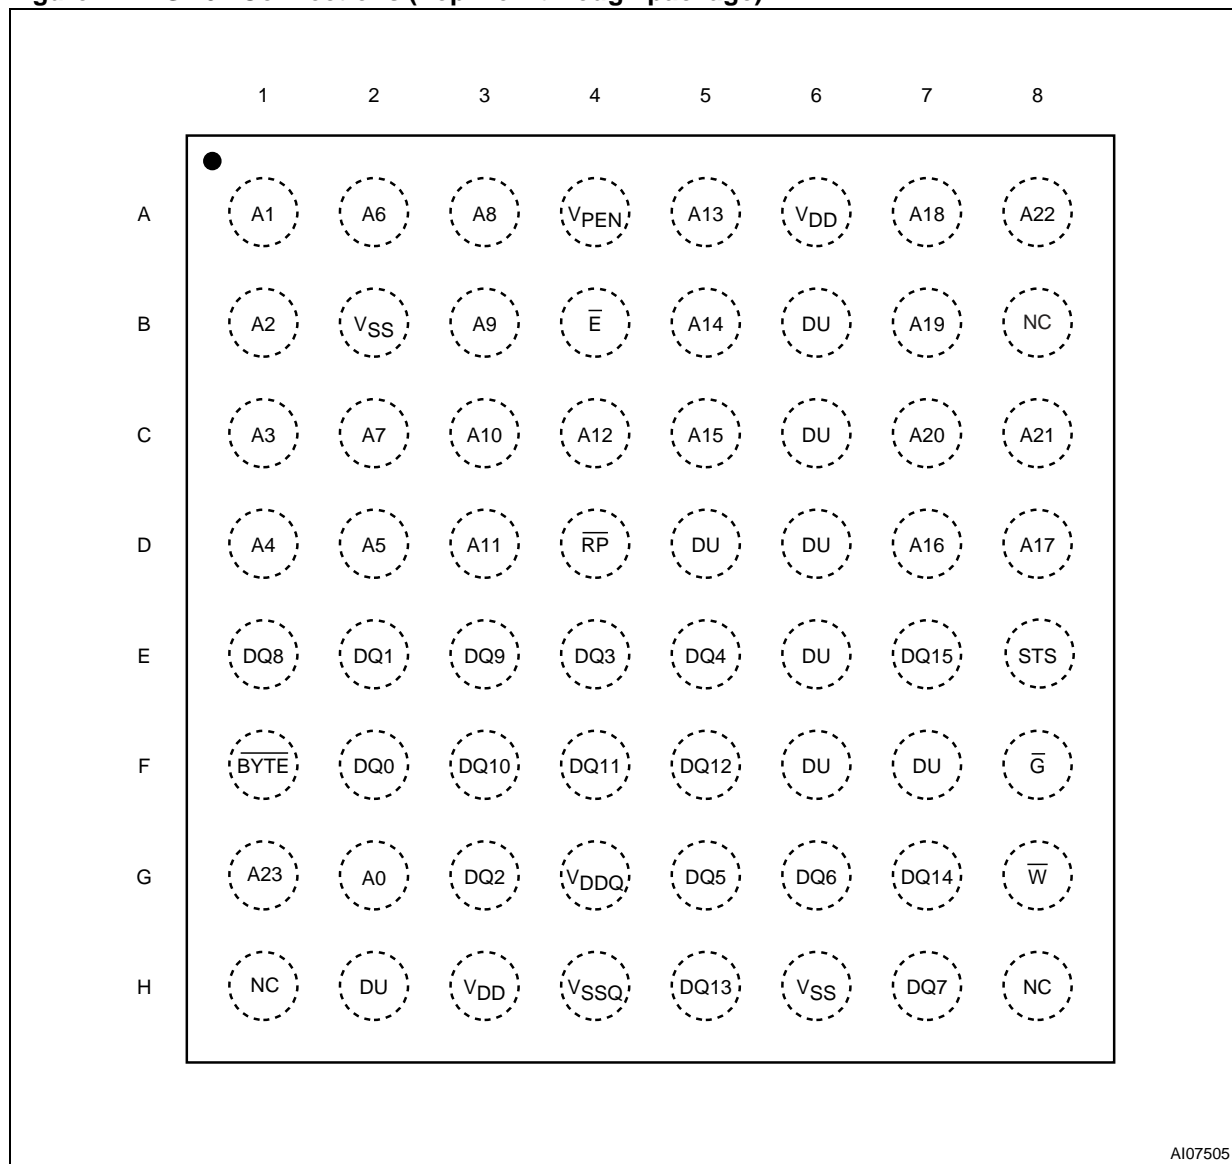 1 2 3 4 5 6 7 8
A A1 A6 A8 VPEN A13 VDD A18 A22
B A2 VSS A9 E̅ A14 DU A19 NC
C A3 A7 A10 A12 A15 DU A20 A21
D A4 A5 A11 R̅P̅ DU DU A16 A17
E DQ8 DQ1 DQ9 DQ3 DQ4 DU DQ15 STS
F B̅Y̅T̅E̅ DQ0 DQ10 DQ11 DQ12 DU DU G̅
G A23 A0 DQ2 VDDQ DQ5 DQ6 DQ14 W̅
H NC DU VDD VSSQ DQ13 VSS DQ7 NC
AI07505